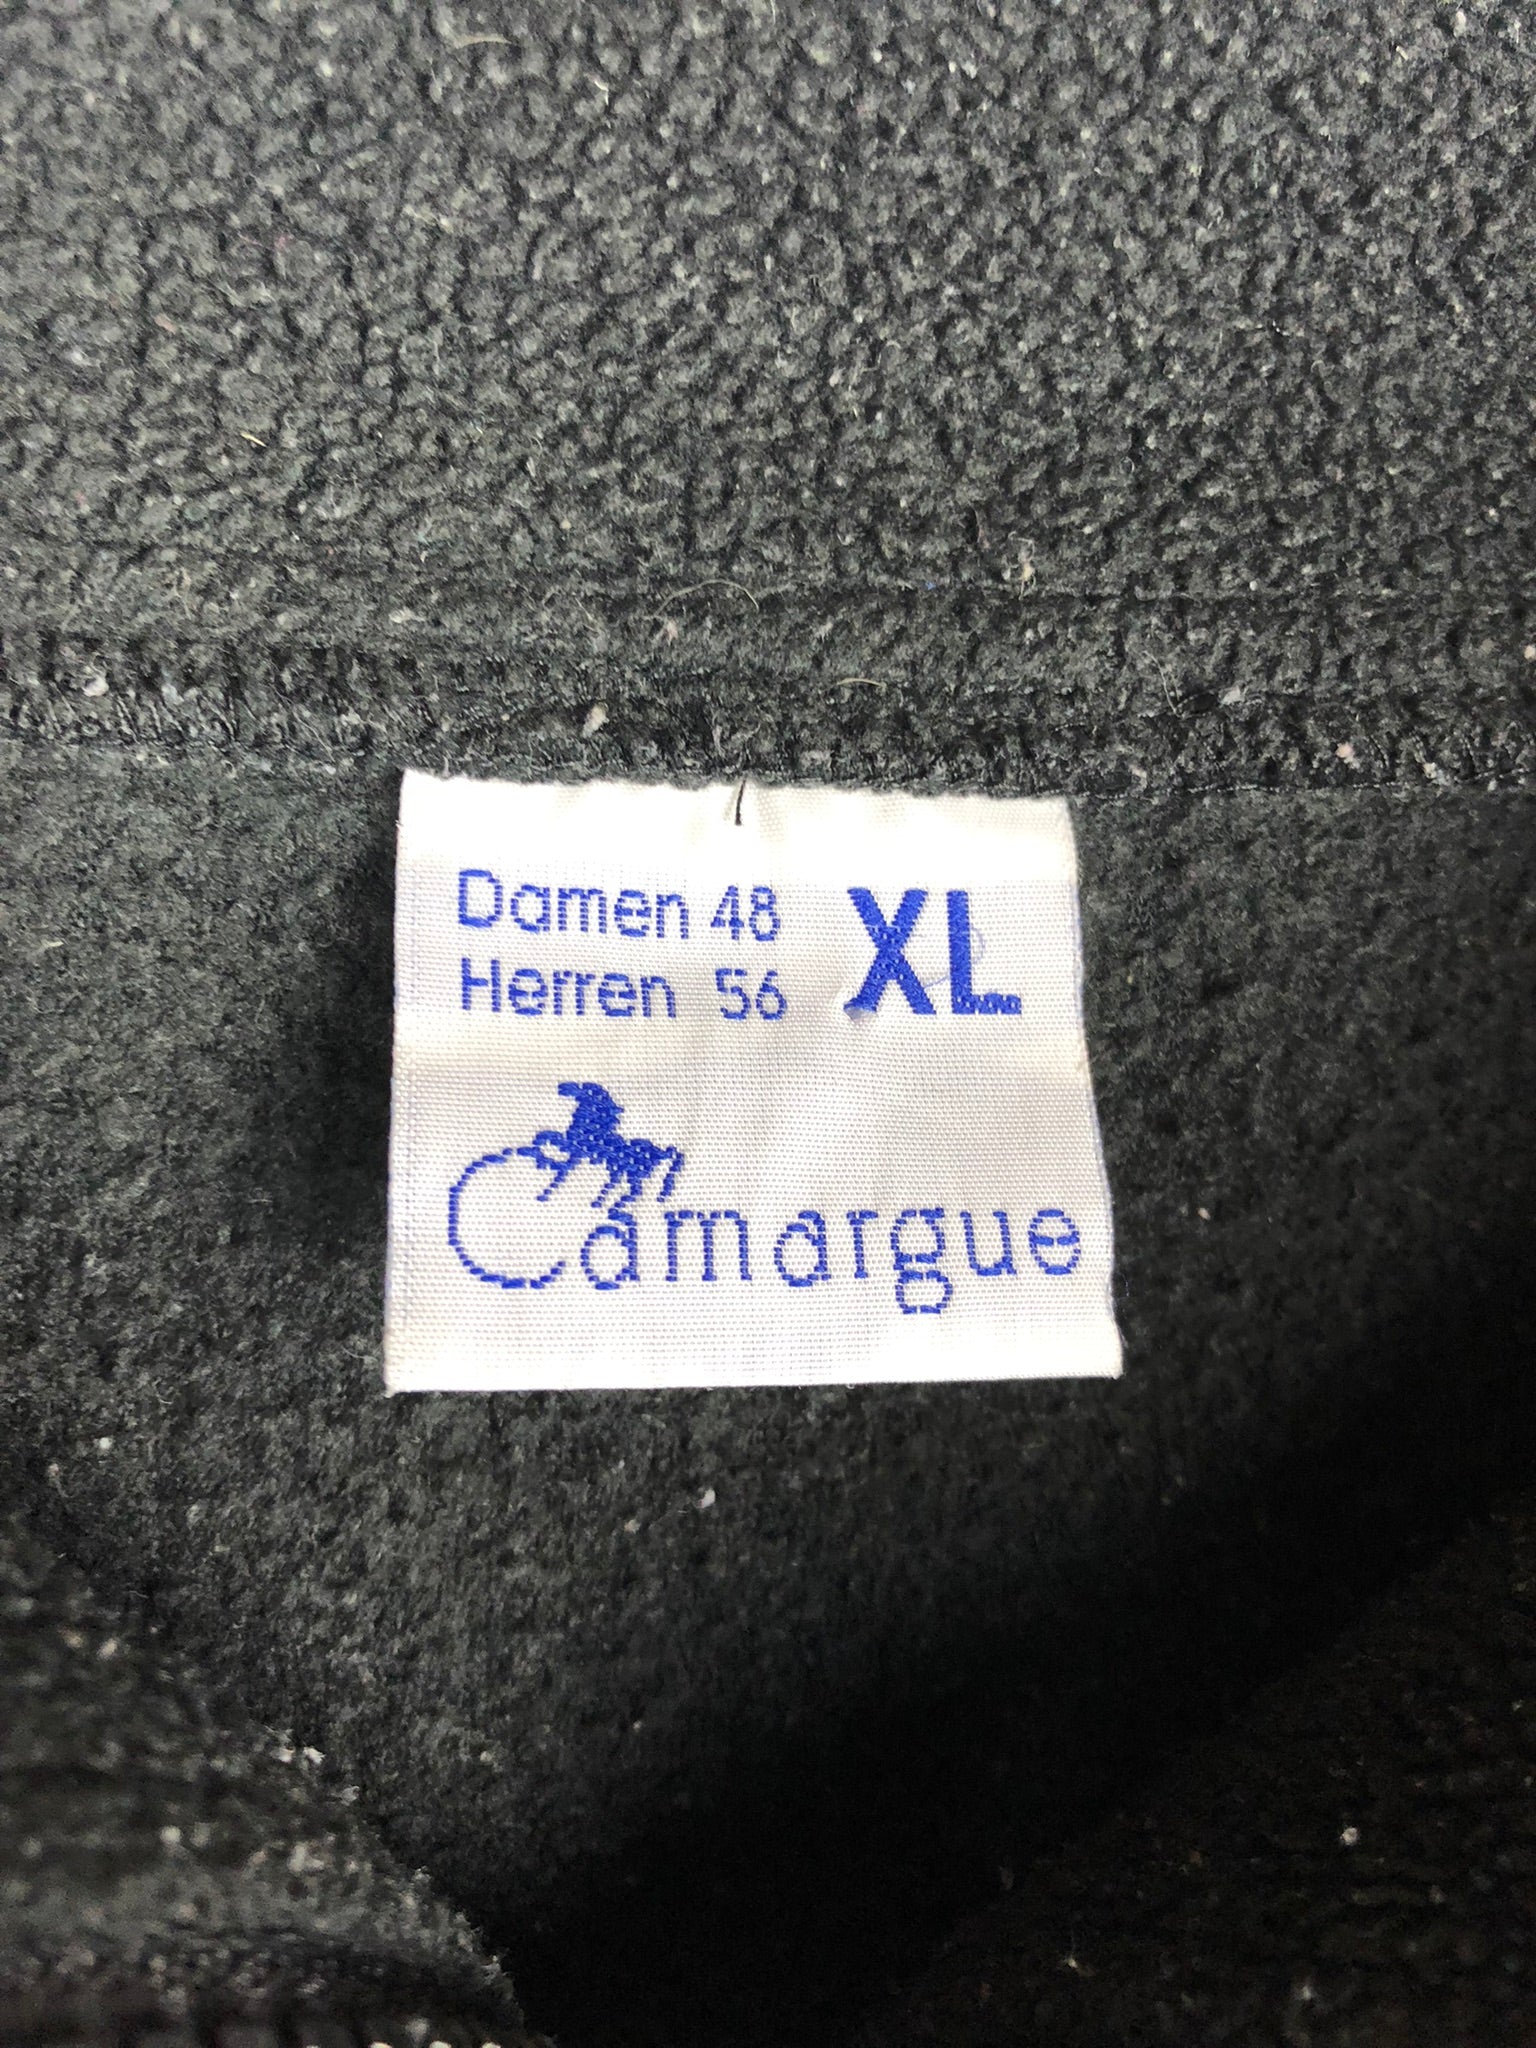 Damen 48 XL
Herren 56
Camargue